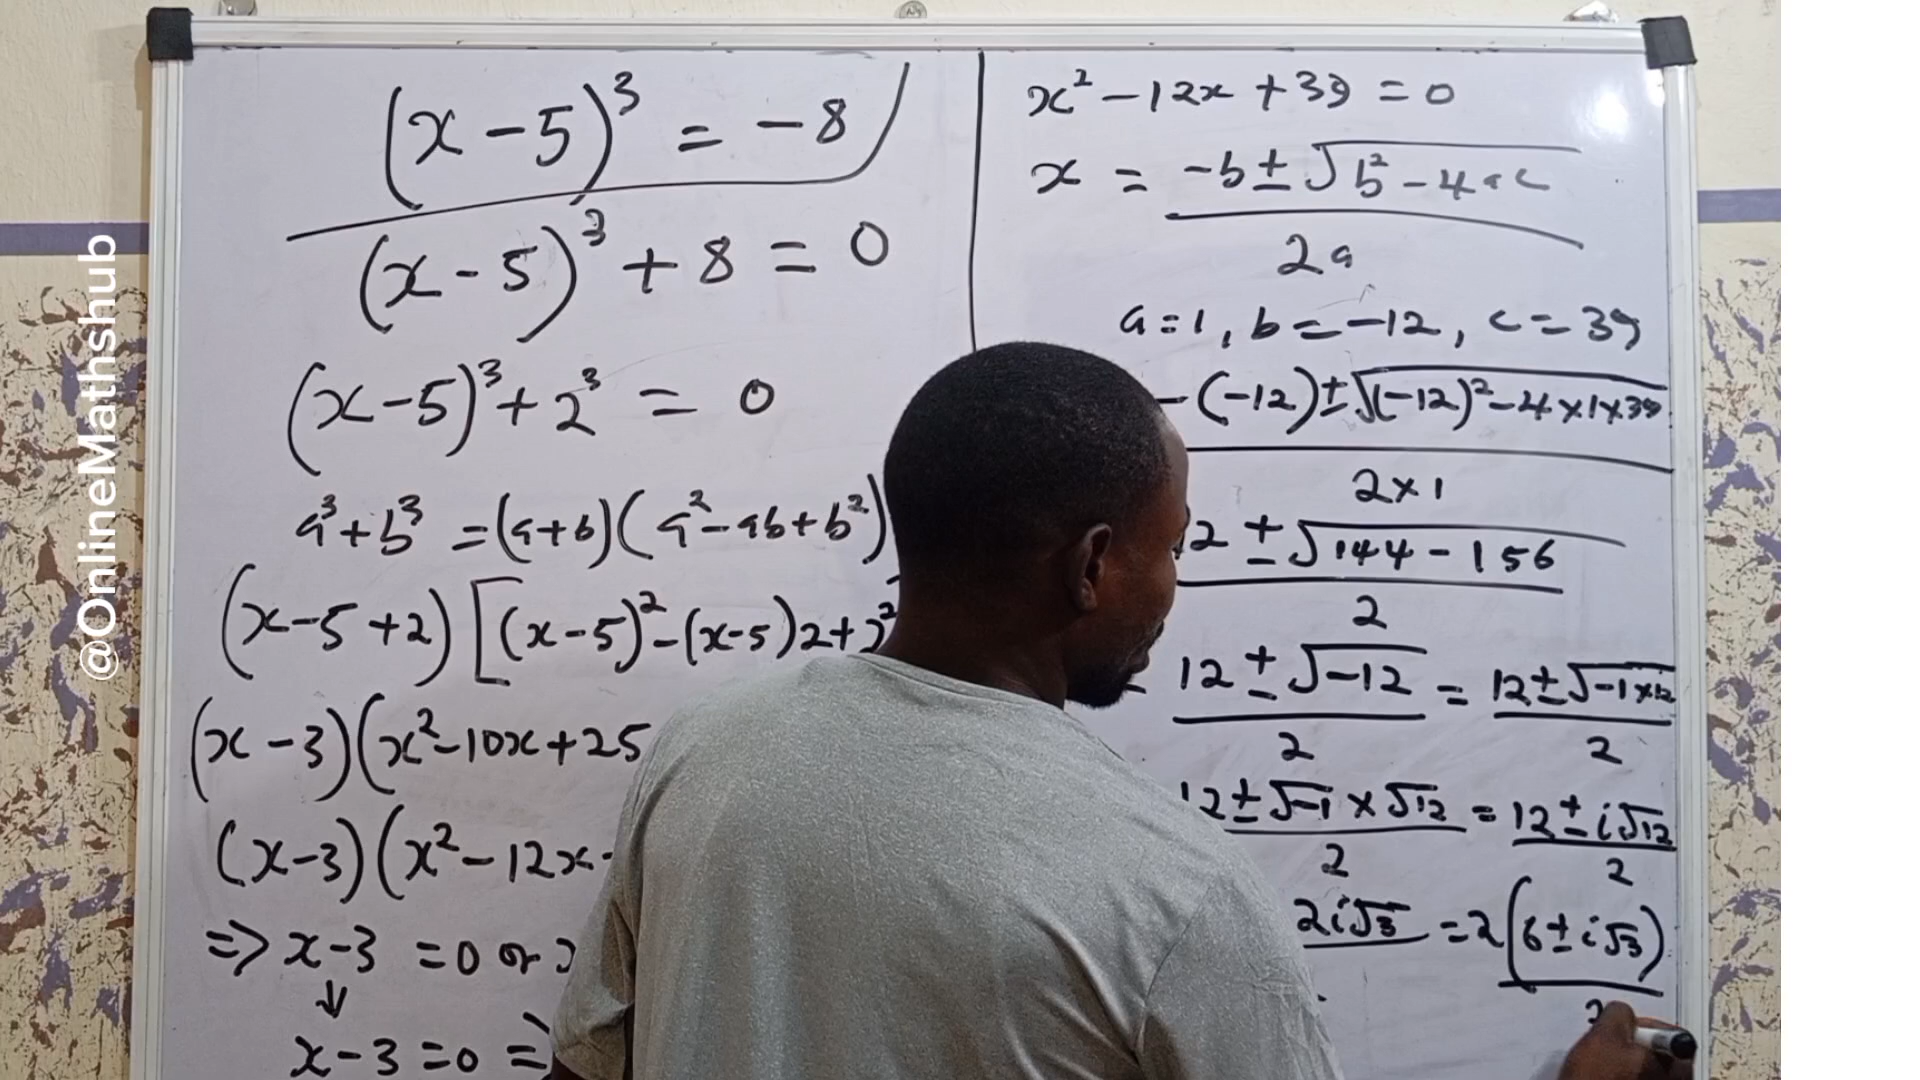 @OnlineMathshub
(x - 5)³ = -8
(x - 5)³ + 8 = 0
(x - 5)³ + 2³ = 0
a³ + b³ = (a + b)(a² - ab + b²)
(x - 5 + 2)[(x - 5)² - (x - 5)2 + 2²
(x - 3)(x² - 10x + 25
(x - 3)(x² - 12x
=> x - 3 = 0 or x
↓
x - 3 = 0 =>
x² - 12x + 39 = 0
x = -b ± √b² - 4ac
2a
a = 1, b = -12, c = 39
-(-12) ± √(-12)² - 4 × 1 × 39
2 × 1
12 ± √144 - 156
2
12 ± √-12 = 12 ± √-1 × 12
2 2
12 ± √-1 × √12 = 12 ± i√12
2 2
2i√3 = 2(6 ± i√3)
2